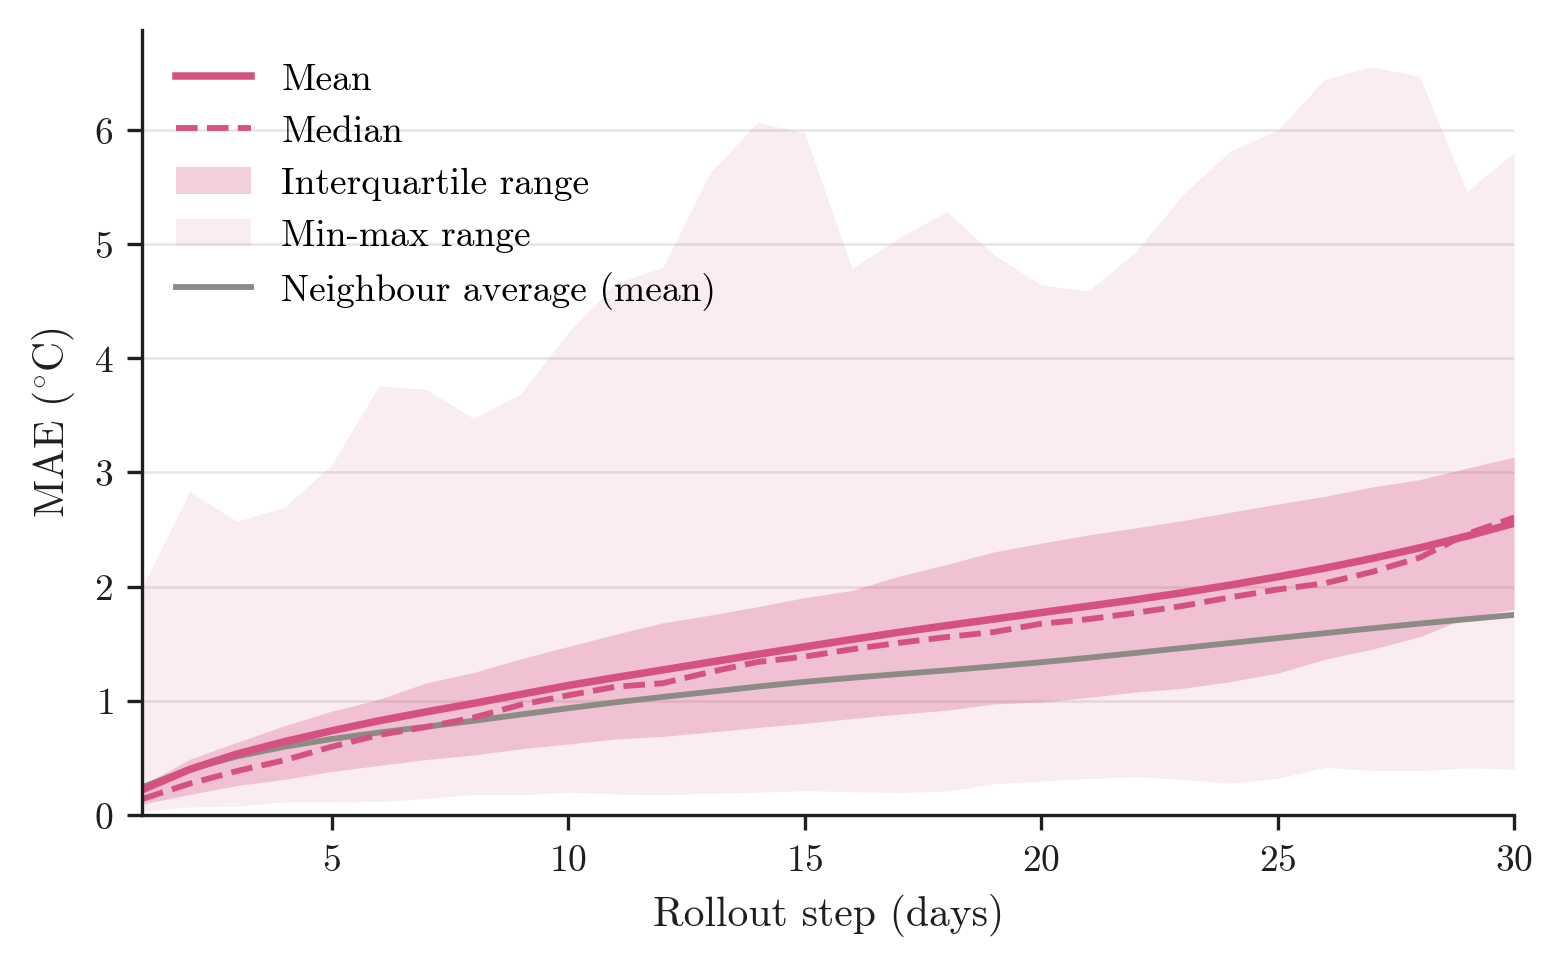 Mean
Median
Interquartile range
Min-max range
Neighbour average (mean)
MAE (°C)
6
5
4
3
2
1
0
5 10 15 20 25 30
Rollout step (days)